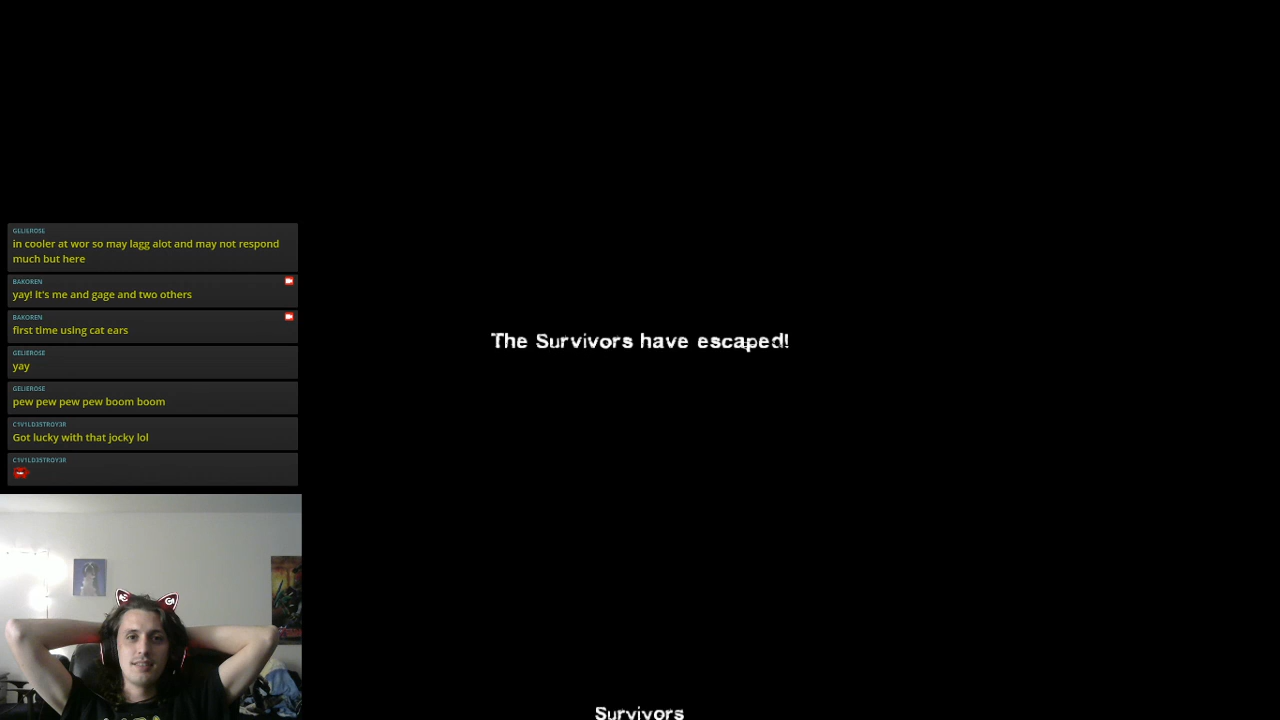 GELIEROSE
in cooler at wor so may lagg alot and may not respond
much but here
BAKOREN
yay! it's me and gage and two others
BAKOREN
first time using cat ears
GELIEROSE
yay
GELIEROSE
pew pew pew pew boom boom
C1V1LD3STROY3R
Got lucky with that jocky lol
C1V1LD3STROY3R
The Survivors have escaped!
Survivors